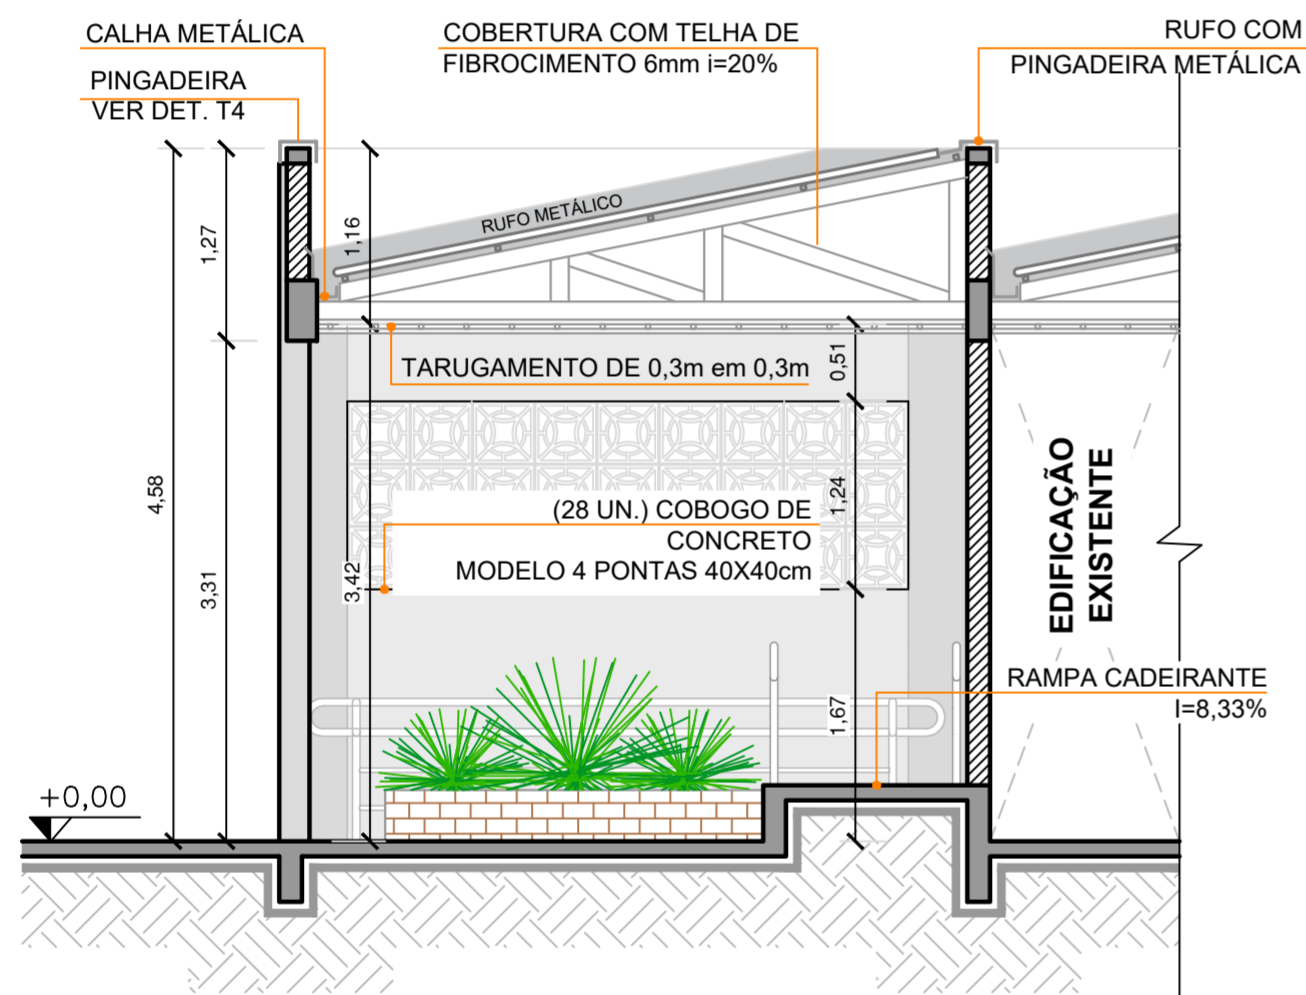 CALHA METÁLICA
PINGADEIRA
VER DET. T4
COBERTURA COM TELHA DE
FIBROCIMENTO 6mm i=20%
RUFO COM
PINGADEIRA METÁLICA
RUFO METÁLICO
1,27
1,16
TARUGAMENTO DE 0,3m em 0,3m
0,51
4,58
3,31
3,42
(28 UN.) COBOGO DE
CONCRETO
MODELO 4 PONTAS 40X40cm
1,24
EDIFICAÇÃO
EXISTENTE
1,67
RAMPA CADEIRANTE
I=8,33%
+0,00